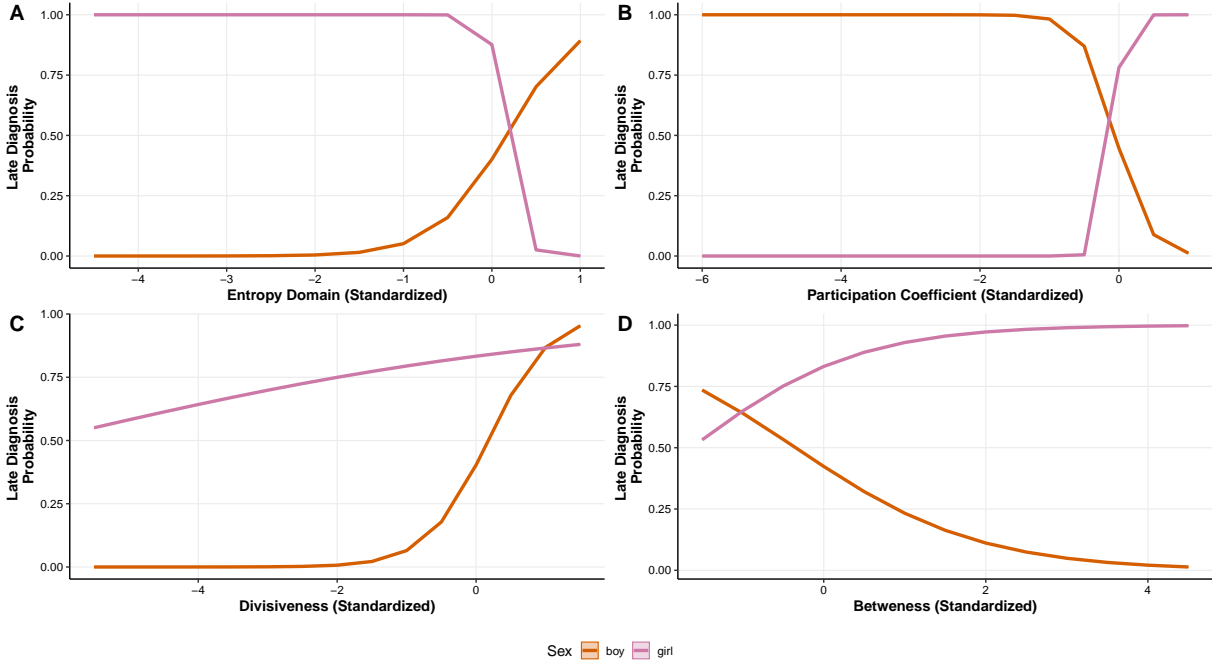 A
Late Diagnosis
Probability
1.00
0.75
0.50
0.25
0.00
−4
−3
−2
−1
0
1
Entropy Domain (Standardized)
B
Late Diagnosis
Probability
1.00
0.75
0.50
0.25
0.00
−6
−4
−2
0
Participation Coefficient (Standardized)
C
Late Diagnosis
Probability
1.00
0.75
0.50
0.25
0.00
−4
−2
0
Divisiveness (Standardized)
D
Late Diagnosis
Probability
1.00
0.75
0.50
0.25
0.00
0
2
4
Betweness (Standardized)
Sex boy girl